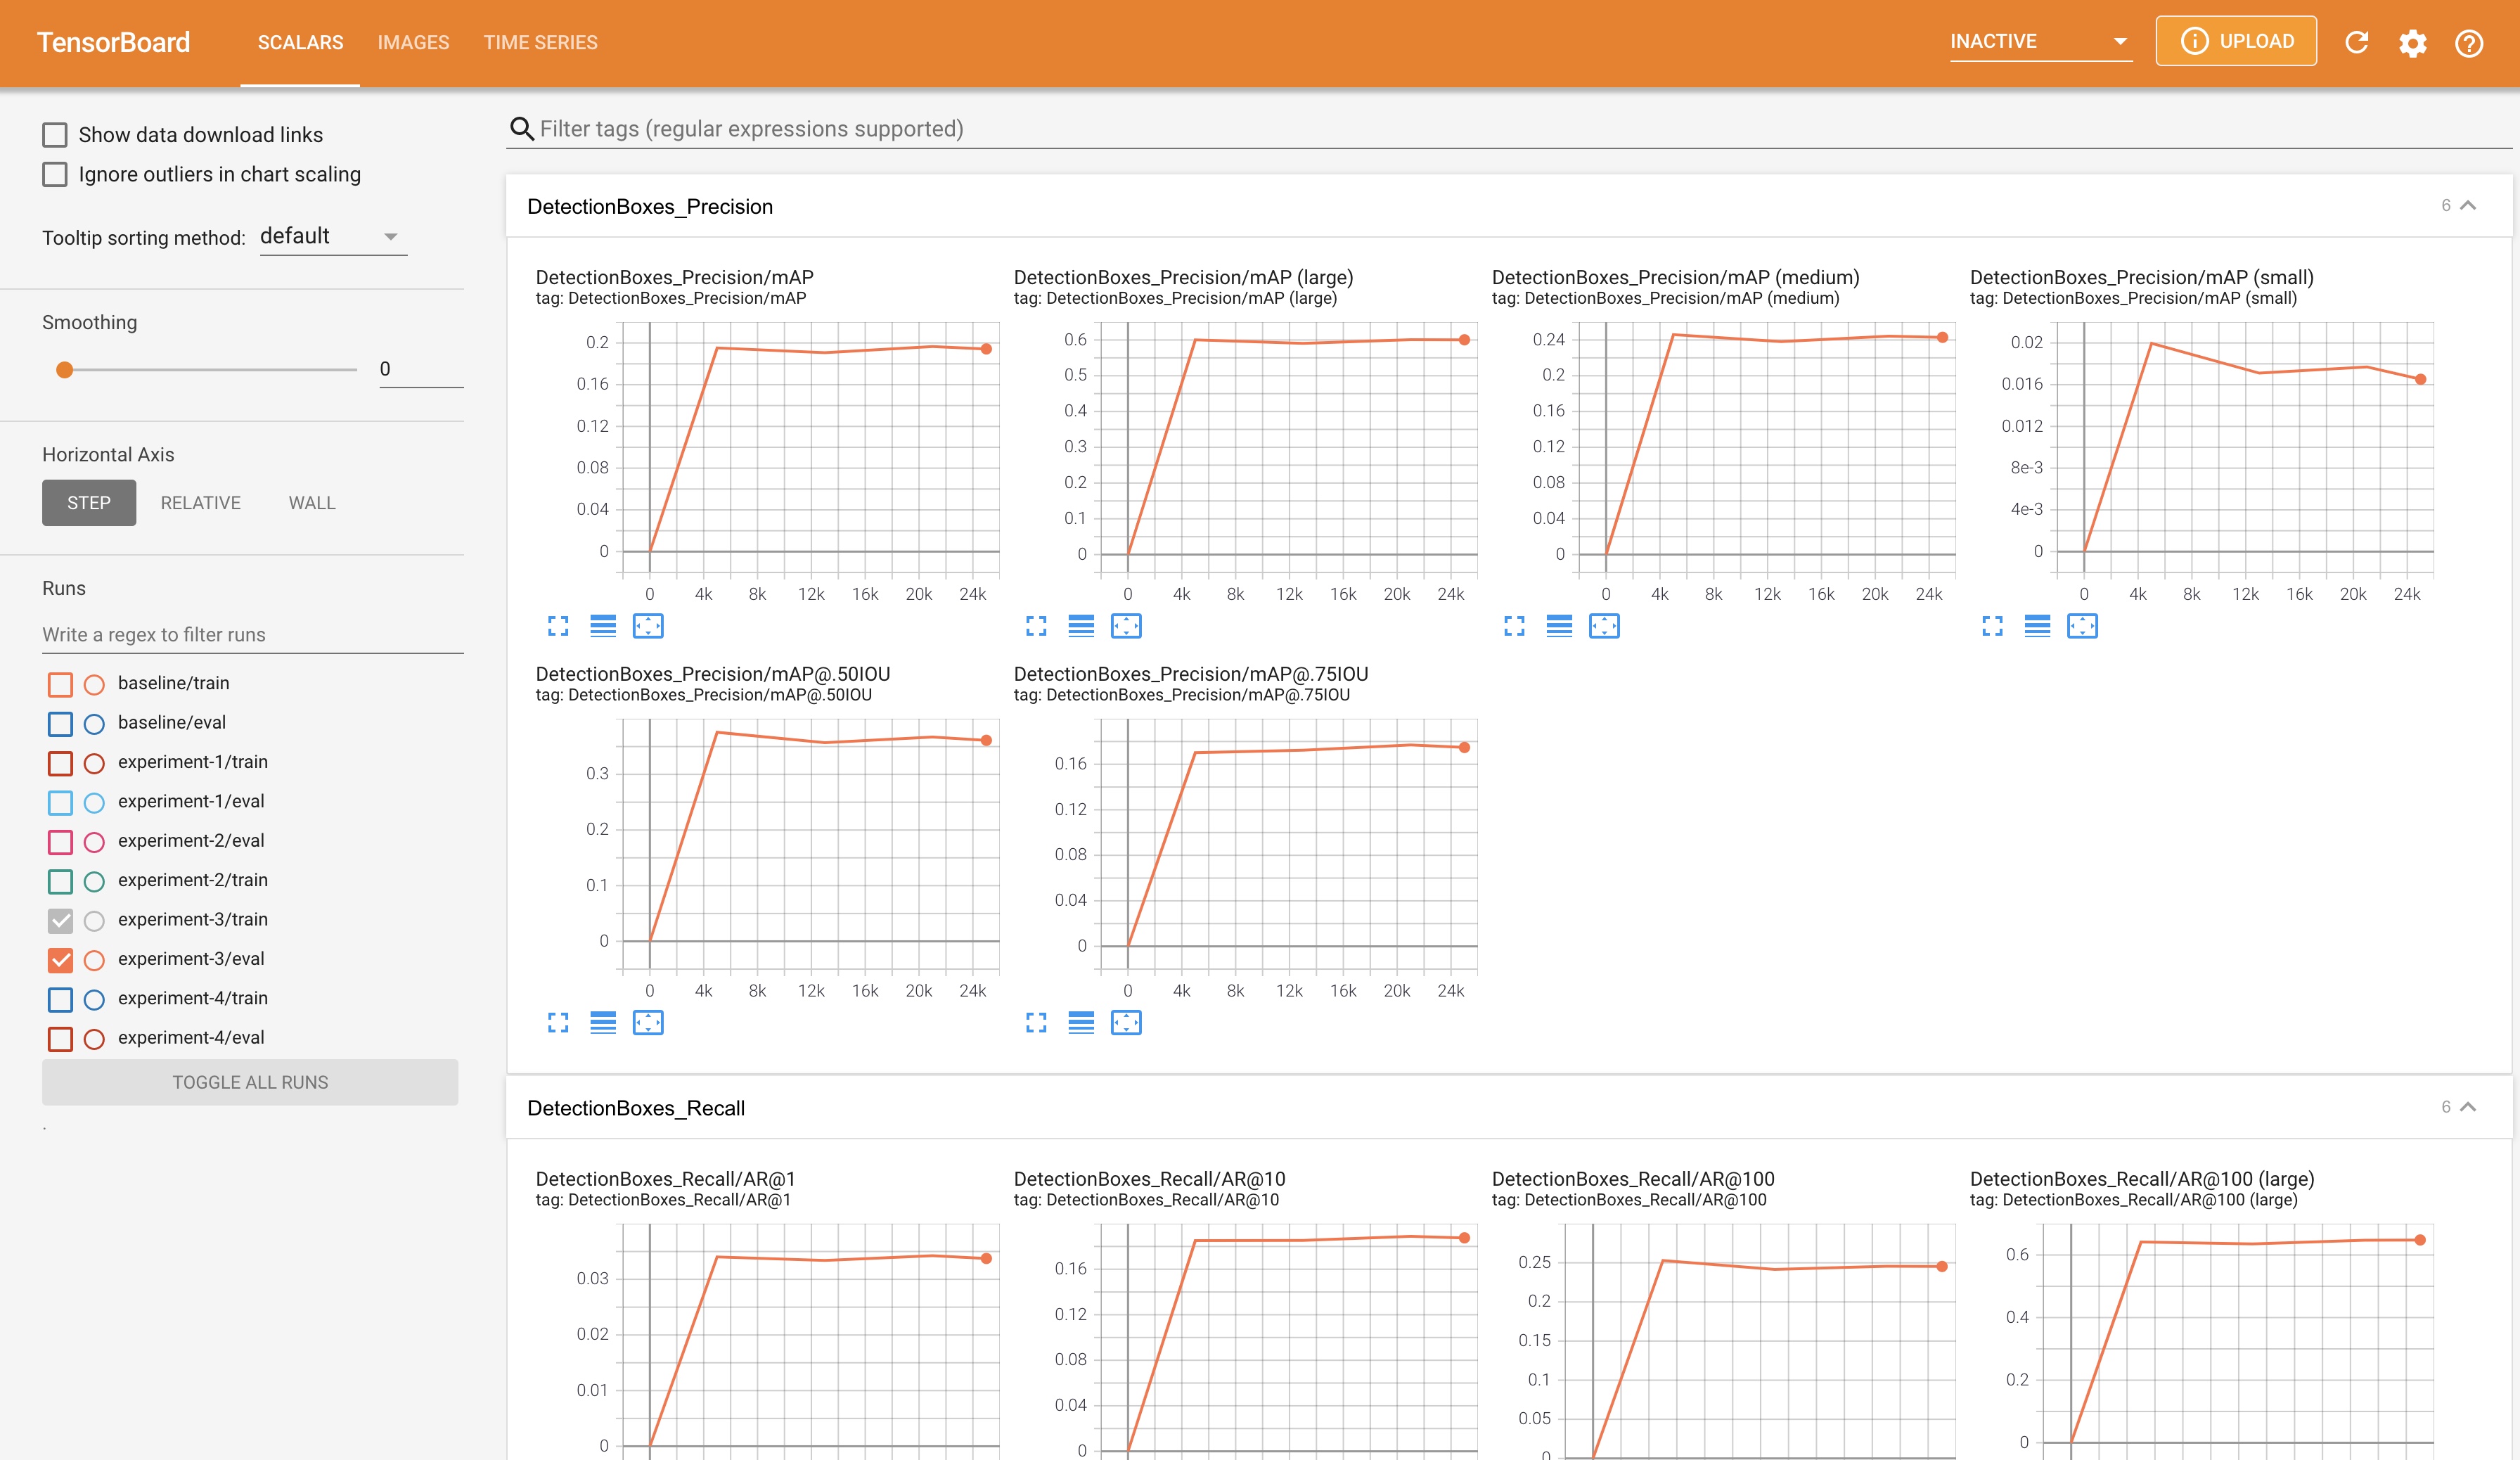 TensorBoard SCALARS IMAGES TIME SERIES INACTIVE UPLOAD
Show data download links
Ignore outliers in chart scaling
Tooltip sorting method: default
Smoothing
0
Horizontal Axis
STEP RELATIVE WALL
Runs
Write a regex to filter runs
baseline/train
baseline/eval
experiment-1/train
experiment-1/eval
experiment-2/eval
experiment-2/train
experiment-3/train
experiment-3/eval
experiment-4/train
experiment-4/eval
TOGGLE ALL RUNS
.
Filter tags (regular expressions supported)
DetectionBoxes_Precision 6
DetectionBoxes_Precision/mAP
tag: DetectionBoxes_Precision/mAP
0.2
0.16
0.12
0.08
0.04
0
0 4k 8k 12k 16k 20k 24k
DetectionBoxes_Precision/mAP (large)
tag: DetectionBoxes_Precision/mAP (large)
0.6
0.5
0.4
0.3
0.2
0.1
0
0 4k 8k 12k 16k 20k 24k
DetectionBoxes_Precision/mAP (medium)
tag: DetectionBoxes_Precision/mAP (medium)
0.24
0.2
0.16
0.12
0.08
0.04
0
0 4k 8k 12k 16k 20k 24k
DetectionBoxes_Precision/mAP (small)
tag: DetectionBoxes_Precision/mAP (small)
0.02
0.016
0.012
8e-3
4e-3
0
0 4k 8k 12k 16k 20k 24k
DetectionBoxes_Precision/mAP@.50IOU
tag: DetectionBoxes_Precision/mAP@.50IOU
0.3
0.2
0.1
0
0 4k 8k 12k 16k 20k 24k
DetectionBoxes_Precision/mAP@.75IOU
tag: DetectionBoxes_Precision/mAP@.75IOU
0.16
0.12
0.08
0.04
0
0 4k 8k 12k 16k 20k 24k
DetectionBoxes_Recall 6
DetectionBoxes_Recall/AR@1
tag: DetectionBoxes_Recall/AR@1
0.03
0.02
0.01
0
DetectionBoxes_Recall/AR@10
tag: DetectionBoxes_Recall/AR@10
0.16
0.12
0.08
0.04
0
DetectionBoxes_Recall/AR@100
tag: DetectionBoxes_Recall/AR@100
0.25
0.2
0.15
0.1
0.05
0
DetectionBoxes_Recall/AR@100 (large)
tag: DetectionBoxes_Recall/AR@100 (large)
0.6
0.4
0.2
0